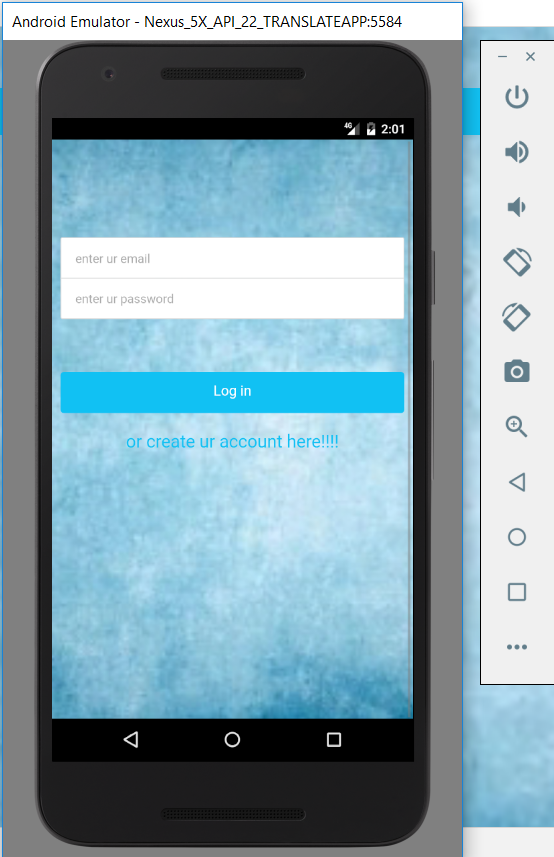 Android Emulator - Nexus_5X_API_22_TRANSLATEAPP:5584
4G 2:01
enter ur email
enter ur password
Log in
or create ur account here!!!!